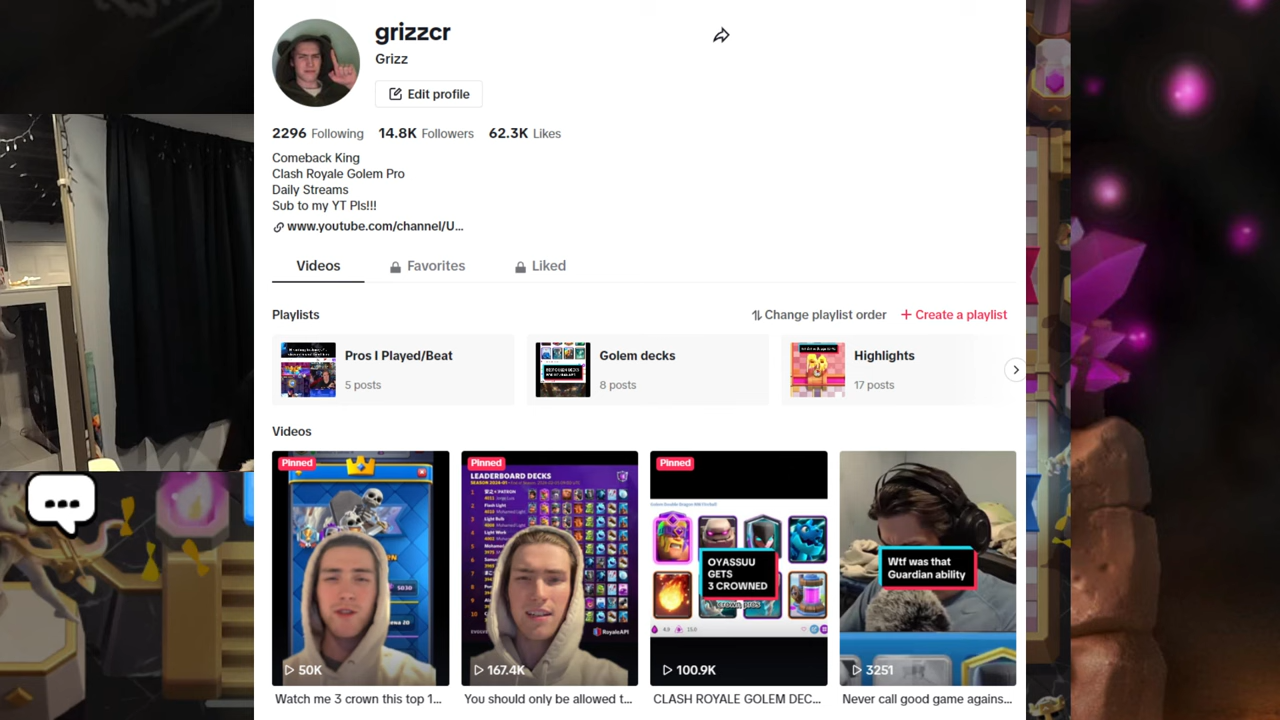 grizzcr
Grizz
Edit profile
2296 Following 14.8K Followers 62.3K Likes
Comeback King
Clash Royale Golem Pro
Daily Streams
Sub to my YT Pls!!!
www.youtube.com/channel/U...
Videos Favorites Liked
Playlists Change playlist order + Create a playlist
Pros I Played/Beat
5 posts
Golem decks
8 posts
Highlights
17 posts
Videos
Pinned
50K
Watch me 3 crown this top 1...
Pinned
LEADERBOARD DECKS
RoyaleAPI
167.4K
You should only be allowed t...
Pinned
OYASSUU
GETS
3 CROWNED
100.9K
CLASH ROYALE GOLEM DEC...
Wtf was that
Guardian ability
3251
Never call good game agains...